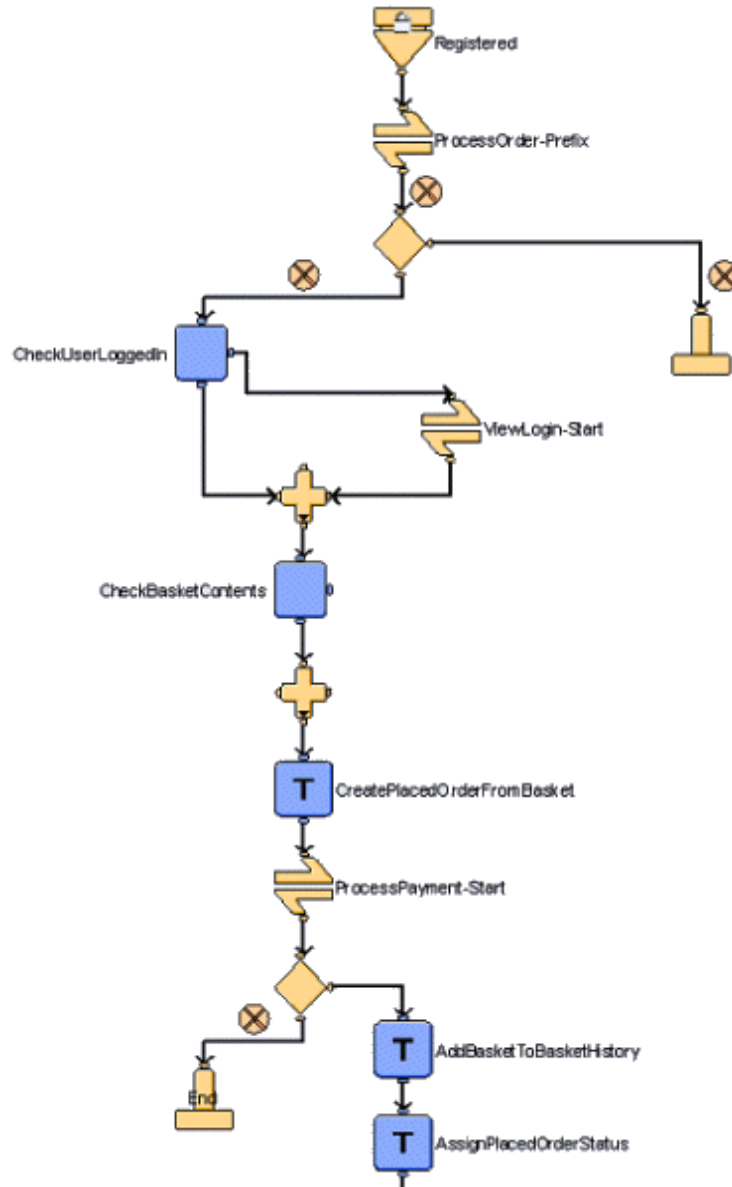 Registered
ProcessOrder-Prefix
CheckUserLoggedIn
ViewLogin-Start
CheckBasketContents
T
CreatePlacedOrderFromBasket
ProcessPayment-Start
T
AddBasketToBasketHistory
End
T
AssignPlacedOrderStatus